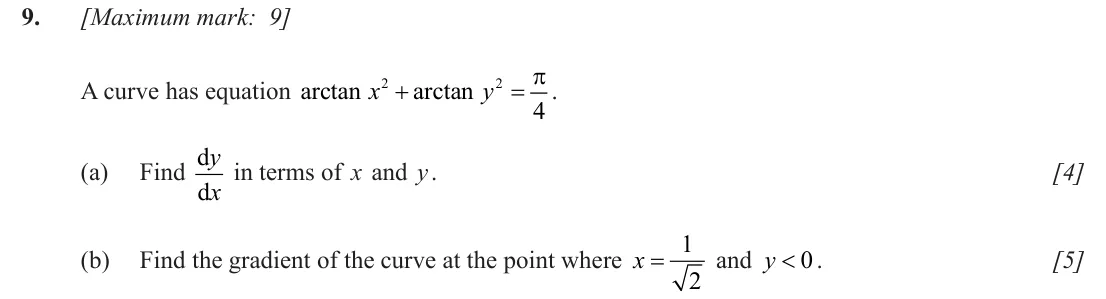 9. [Maximum mark: 9]
A curve has equation arctan x² + arctan y² = π/4.
(a) Find dy/dx in terms of x and y. [4]
(b) Find the gradient of the curve at the point where x = 1/√2 and y < 0. [5]